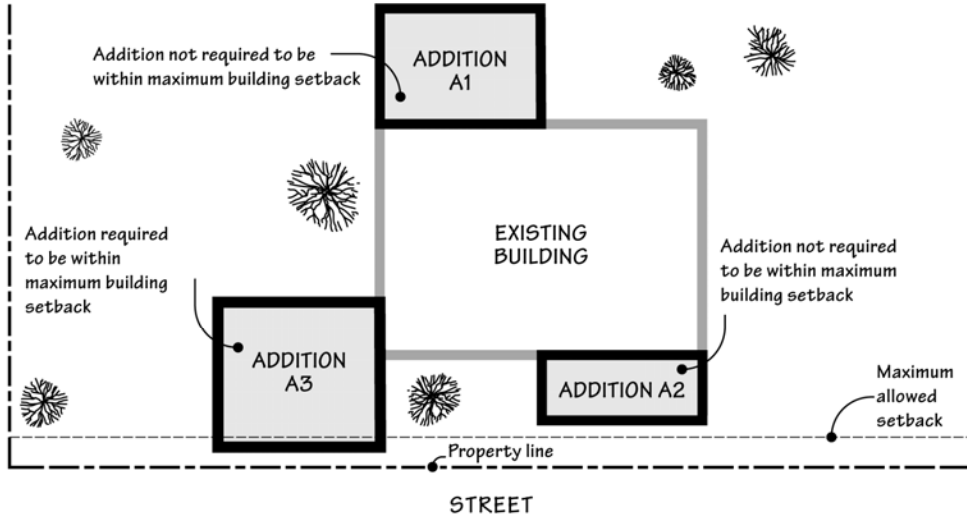 Addition not required to be
within maximum building setback
ADDITION
A1
Addition required
to be within
maximum building
setback
EXISTING
BUILDING
Addition not required
to be within maximum
building setback
ADDITION
A3
ADDITION A2
Maximum
allowed
setback
Property line
STREET